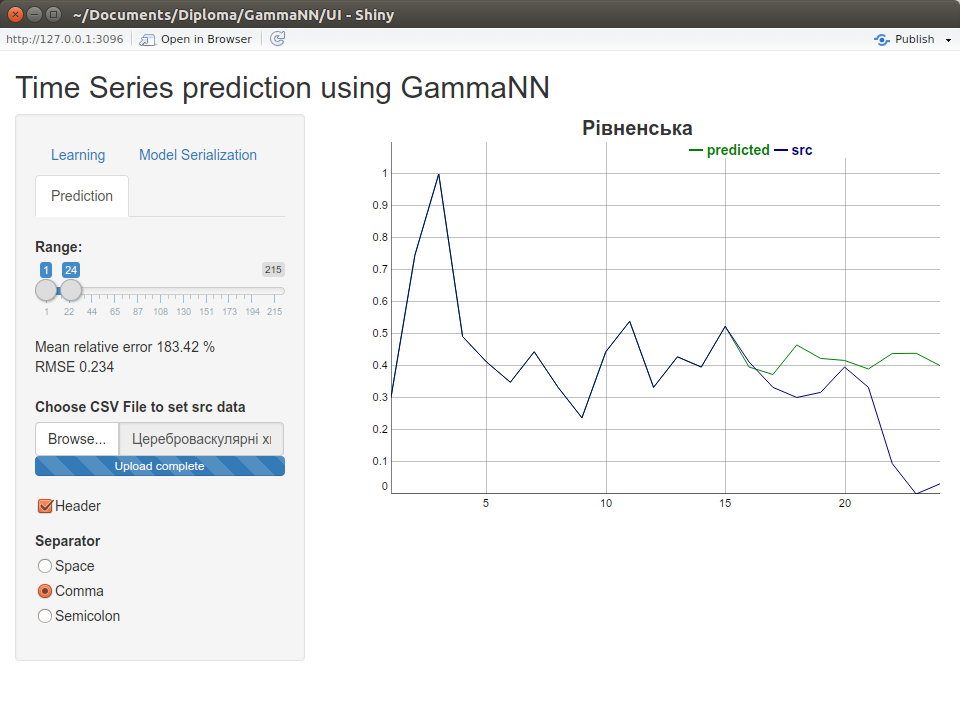 ~/Documents/Diploma/GammaNN/UI - Shiny
http://127.0.0.1:3096 Open in Browser Publish
Time Series prediction using GammaNN
Learning Model Serialization
Prediction
Range:
1 24 215
1 22 44 65 87 108 130 151 173 194 215
Mean relative error 183.42 %
RMSE 0.234
Choose CSV File to set src data
Browse... Цереброваскулярні х
Upload complete
Header
Separator
Space
Comma
Semicolon
Рівненська
predicted src
1
0.9
0.8
0.7
0.6
0.5
0.4
0.3
0.2
0.1
0
5 10 15 20